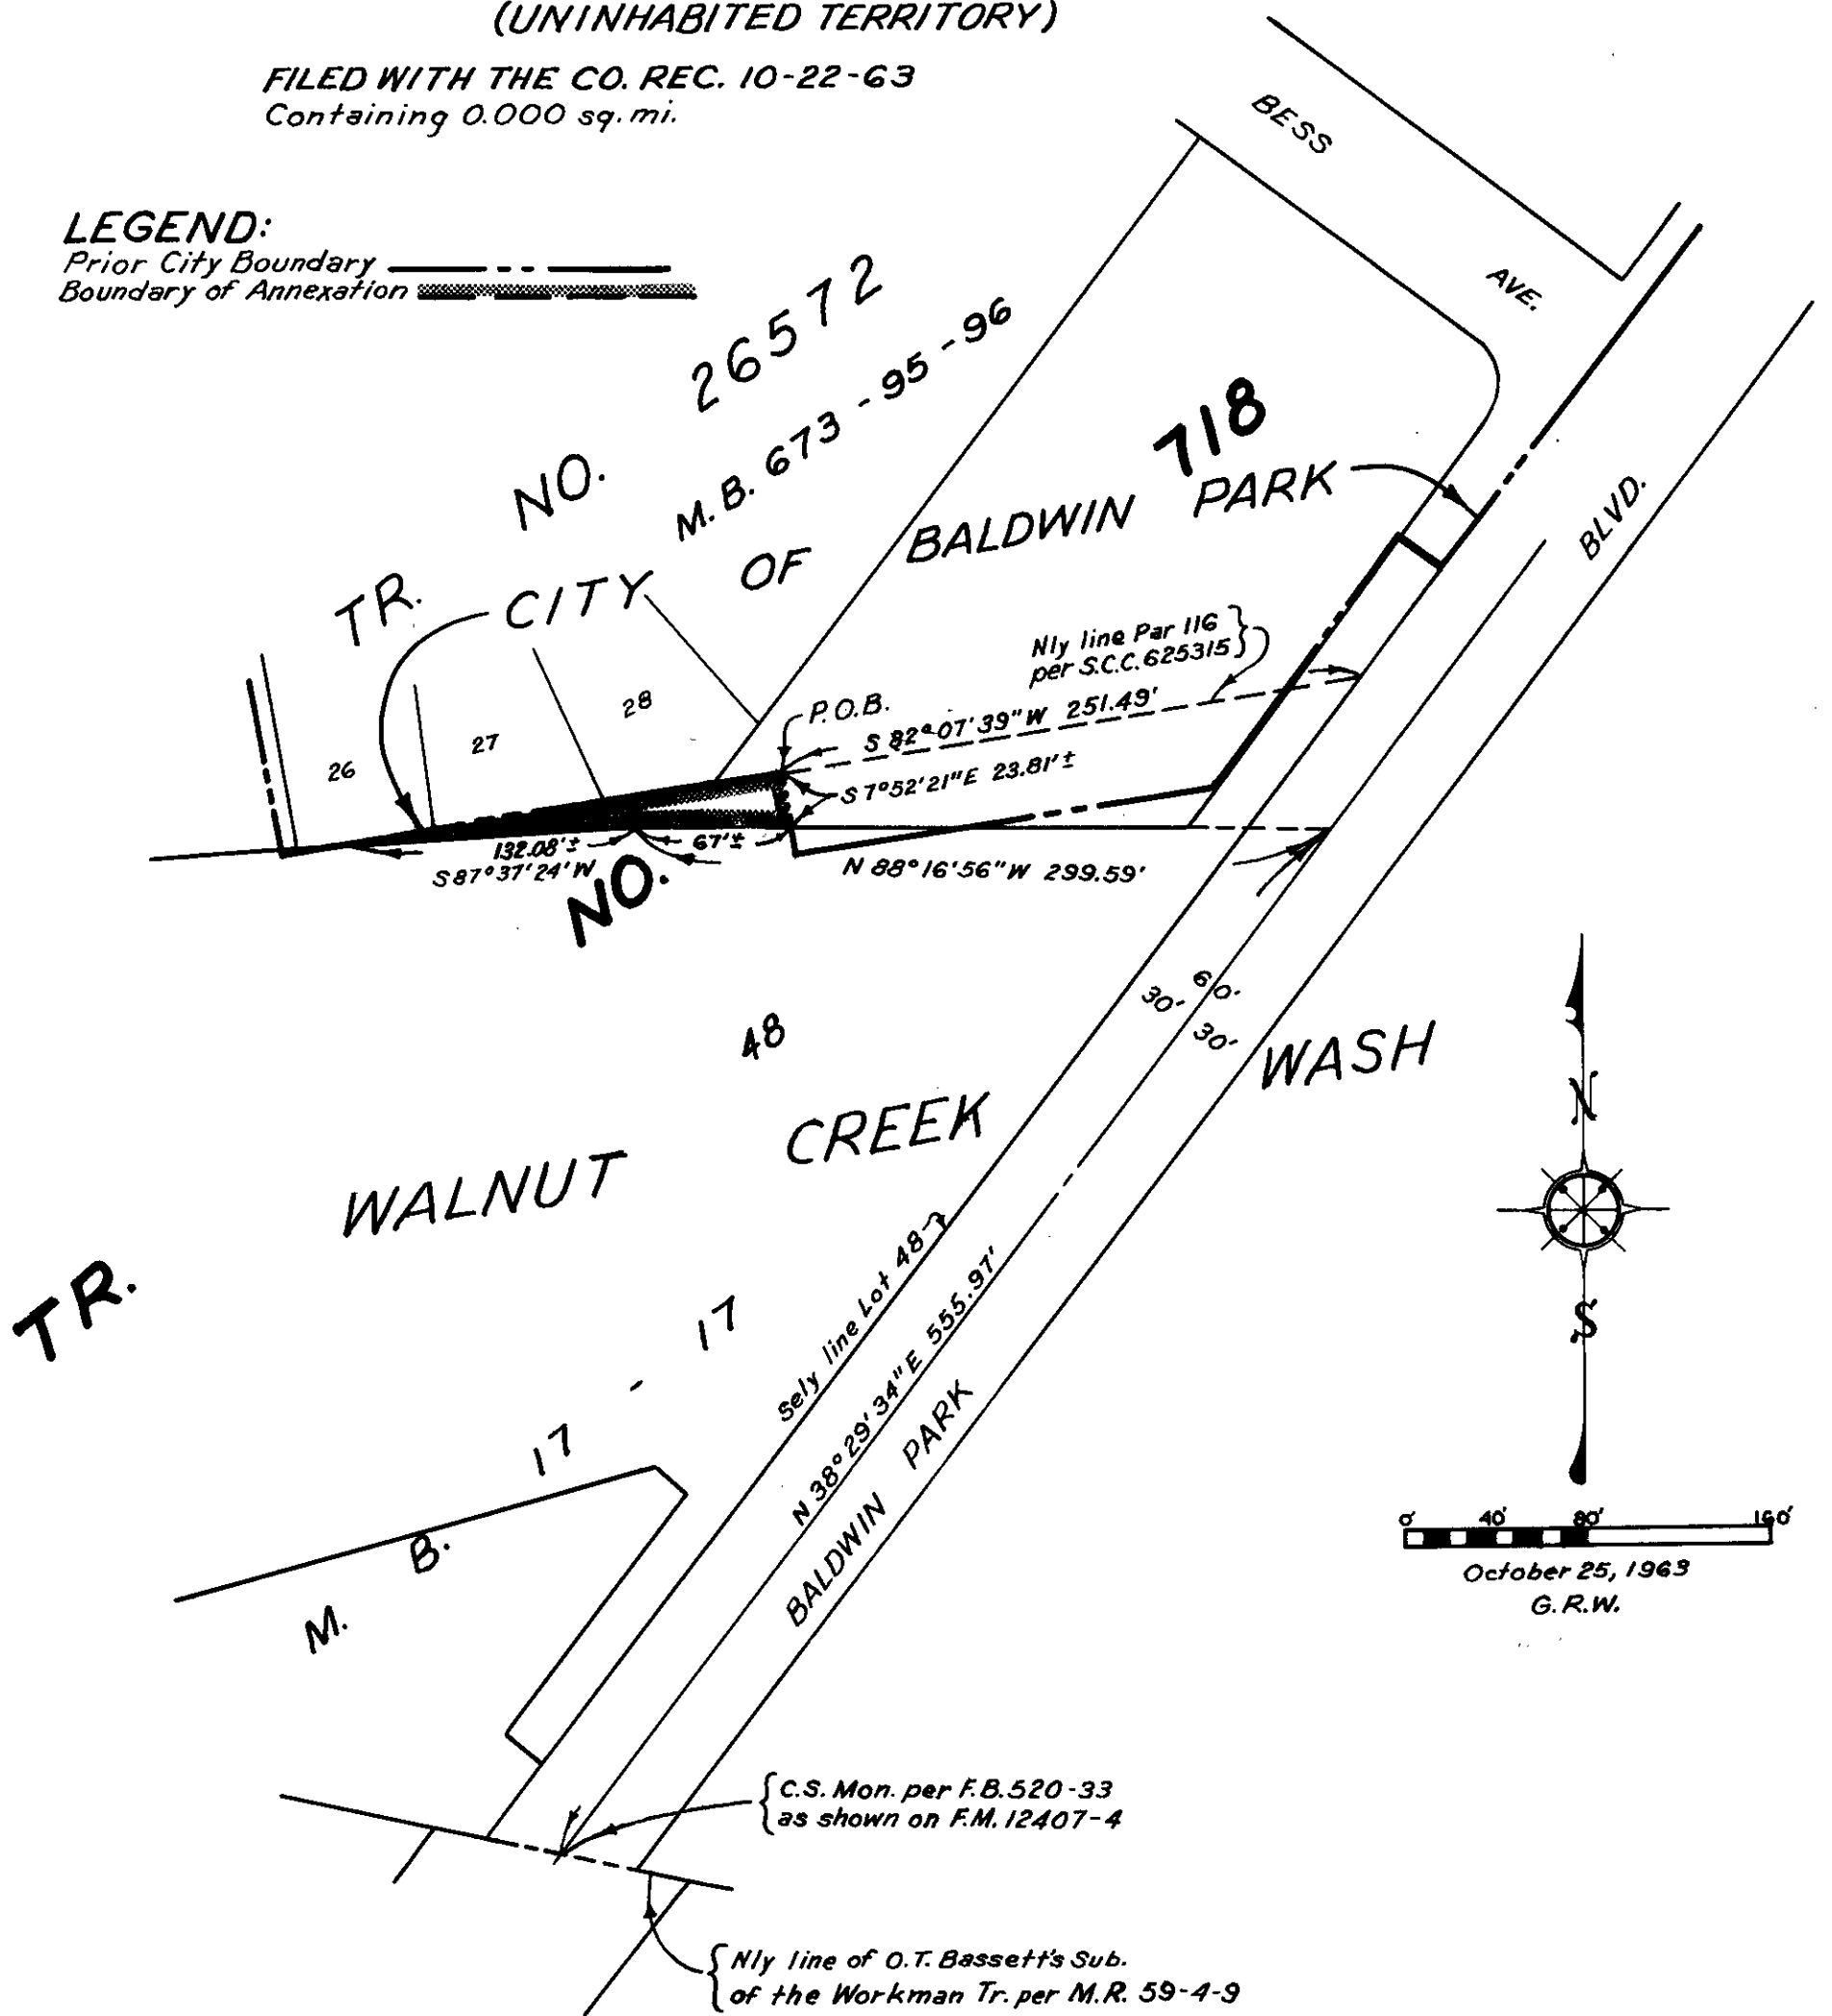 (UNINHABITED TERRITORY)
FILED WITH THE CO. REC. 10-22-63
Containing 0.000 sq. mi.
LEGEND:
Prior City Boundary
Boundary of Annexation
BESS AVE.
TR. NO. 26572
M.B. 673-95-96
CITY OF BALDWIN PARK
718
BLVD.
Nly line Par 116
per S.C.C. 625315
P.O.B.
S 82°07'39"W 251.49'
S 7°52'21"E 23.81'±
28
27
26
132.08'±
67'±
S87°37'24'W
N 88°16'56"W 299.59'
NO.
48
30' 60'
30'
WALNUT CREEK WASH
N
S
TR.
M. B. 17 - 17
Sely line Lot 48
N 38°29'34"E 555.97'
BALDWIN PARK
0' 40' 80' 160'
October 25, 1963
G.R.W.
C.S. Mon. per F.B. 520-33
as shown on F.M. 12407-4
Nly line of O.T. Bassett's Sub.
of the Workman Tr. per M.R. 59-4-9